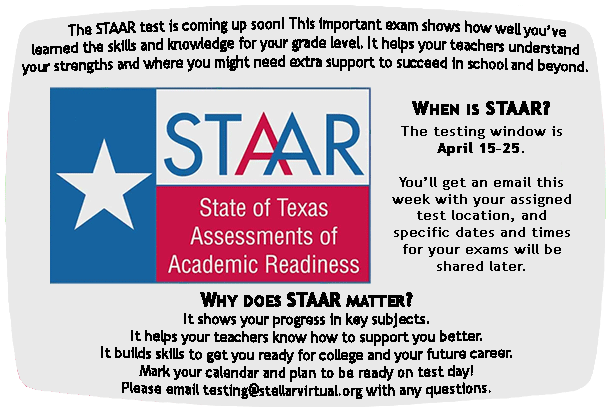 The STAAR test is coming up soon! This important exam shows how well you've
learned the skills and knowledge for your grade level. It helps your teachers understand
your strengths and where you might need extra support to succeed in school and beyond.
STAAR
State of Texas
Assessments of
Academic Readiness
WHEN IS STAAR?
The testing window is
April 15-25.
You'll get an email this
week with your assigned
test location, and
specific dates and times
for your exams will be
shared later.
WHY DOES STAAR MATTER?
It shows your progress in key subjects.
It helps your teachers know how to support you better.
It builds skills to get you ready for college and your future career.
Mark your calendar and plan to be ready on test day!
Please email testing@stellarvirtual.org with any questions.